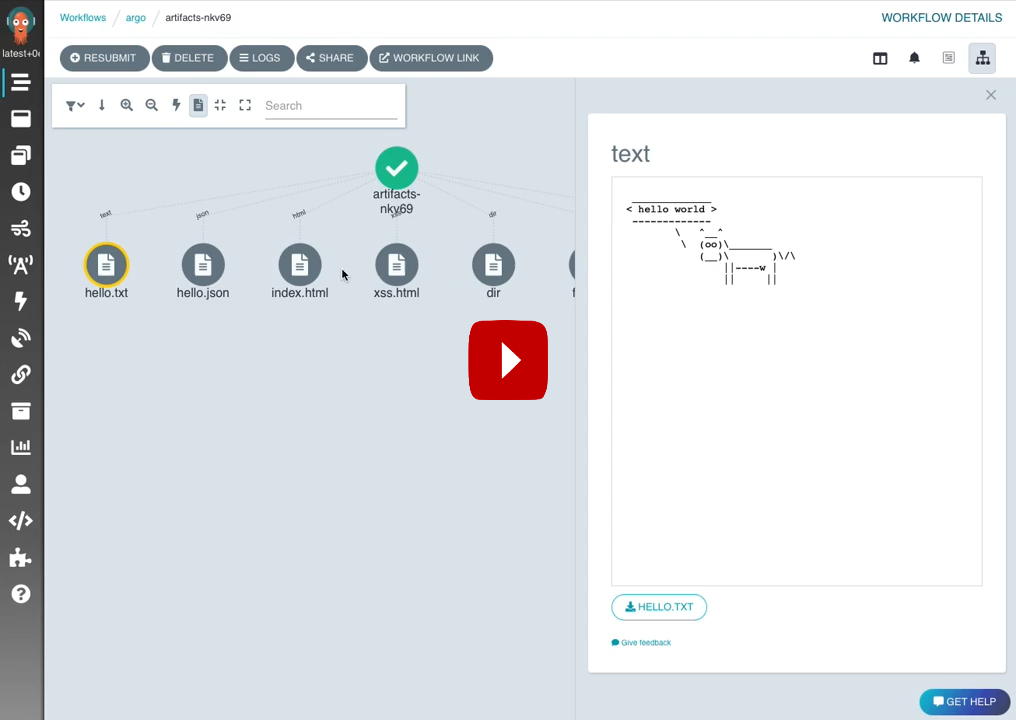 Workflows / argo / artifacts-nkv69
WORKFLOW DETAILS
latest+0
RESUBMIT DELETE LOGS SHARE WORKFLOW LINK
Search
artifacts-
nkv69
text json html xss dir
hello.txt hello.json index.html xss.html dir
text
< hello world >
-------------
\ ^__^
\ (oo)\_______
(__)\ )\/\
||----w |
|| ||
HELLO.TXT
Give feedback
GET HELP